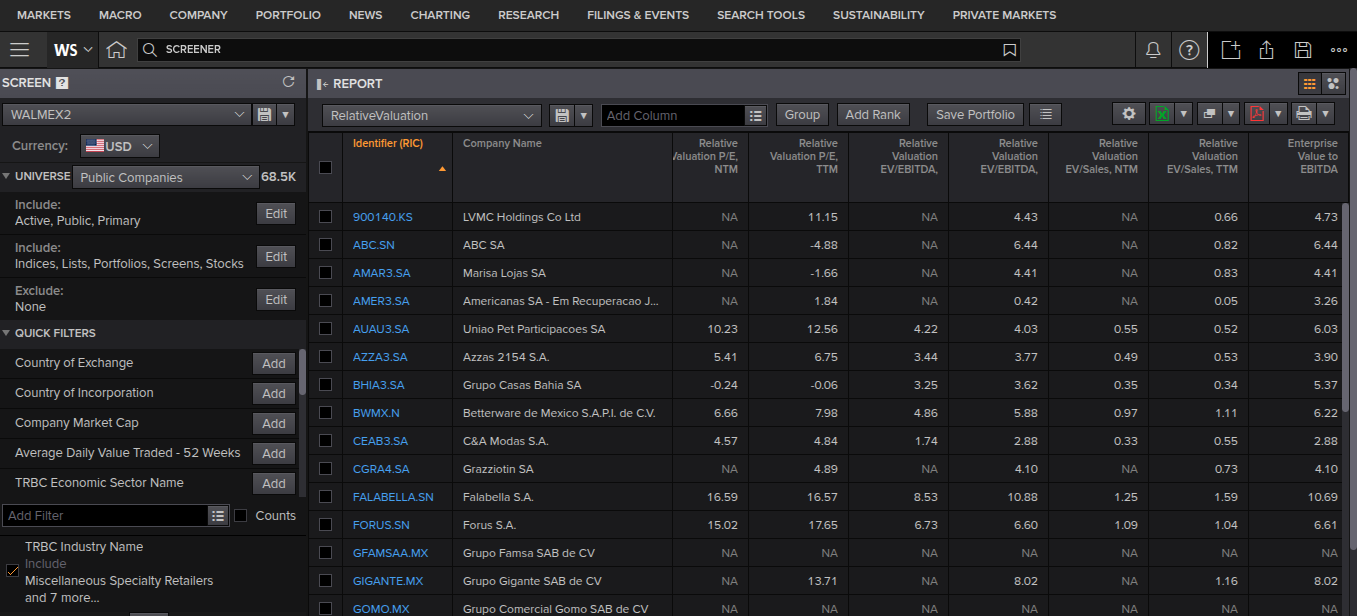 MARKETS MACRO COMPANY PORTFOLIO NEWS CHARTING RESEARCH FILINGS & EVENTS SEARCH TOOLS SUSTAINABILITY PRIVATE MARKETS
WS SCREENER ?
SCREEN ?
WALMEX2
Currency: USD
UNIVERSE Public Companies 68.5K
Include:
Active, Public, Primary Edit
Include:
Indices, Lists, Portfolios, Screens, Stocks Edit
Exclude:
None Edit
QUICK FILTERS
Country of Exchange Add
Country of Incorporation Add
Company Market Cap Add
Average Daily Value Traded - 52 Weeks Add
TRBC Economic Sector Name Add
Add Filter Counts
TRBC Industry Name
Include
Miscellaneous Specialty Retailers
and 7 more...
REPORT
RelativeValuation Add Column Group Add Rank Save Portfolio
Identifier (RIC) Company Name Relative Valuation P/E, NTM Relative Valuation P/E, TTM Relative Valuation EV/EBITDA, Relative Valuation EV/EBITDA, Relative Valuation EV/Sales, NTM Relative Valuation EV/Sales, TTM Enterprise Value to EBITDA
900140.KS LVMC Holdings Co Ltd NA 11.15 NA 4.43 NA 0.66 4.73
ABC.SN ABC SA NA -4.88 NA 6.44 NA 0.82 6.44
AMAR3.SA Marisa Lojas SA NA -1.66 NA 4.41 NA 0.83 4.41
AMER3.SA Americanas SA - Em Recuperacao J... NA 1.84 NA 0.42 NA 0.05 3.26
AUAU3.SA Uniao Pet Participacoes SA 10.23 12.56 4.22 4.03 0.55 0.52 6.03
AZZA3.SA Azzas 2154 S.A. 5.41 6.75 3.44 3.77 0.49 0.53 3.90
BHIA3.SA Grupo Casas Bahia SA -0.24 -0.06 3.25 3.62 0.35 0.34 5.37
BWMX.N Betterware de Mexico S.A.P.I. de C.V. 6.66 7.98 4.86 5.88 0.97 1.11 6.22
CEAB3.SA C&A Modas S.A. 4.57 4.84 1.74 2.88 0.33 0.55 2.88
CGRA4.SA Grazziotin SA NA 4.89 NA 4.10 NA 0.73 4.10
FALABELLA.SN Falabella S.A. 16.59 16.57 8.53 10.88 1.25 1.59 10.69
FORUS.SN Forus S.A. 15.02 17.65 6.73 6.60 1.09 1.04 6.61
GFAMSAA.MX Grupo Famsa SAB de CV NA NA NA NA NA NA NA
GIGANTE.MX Grupo Gigante SAB de CV NA 13.71 NA 8.02 NA 1.16 8.02
GOMO.MX Grupo Comercial Gomo SAB de CV NA NA NA NA NA NA NA